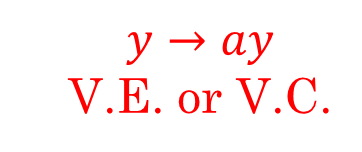 y → ay
V.E. or V.C.